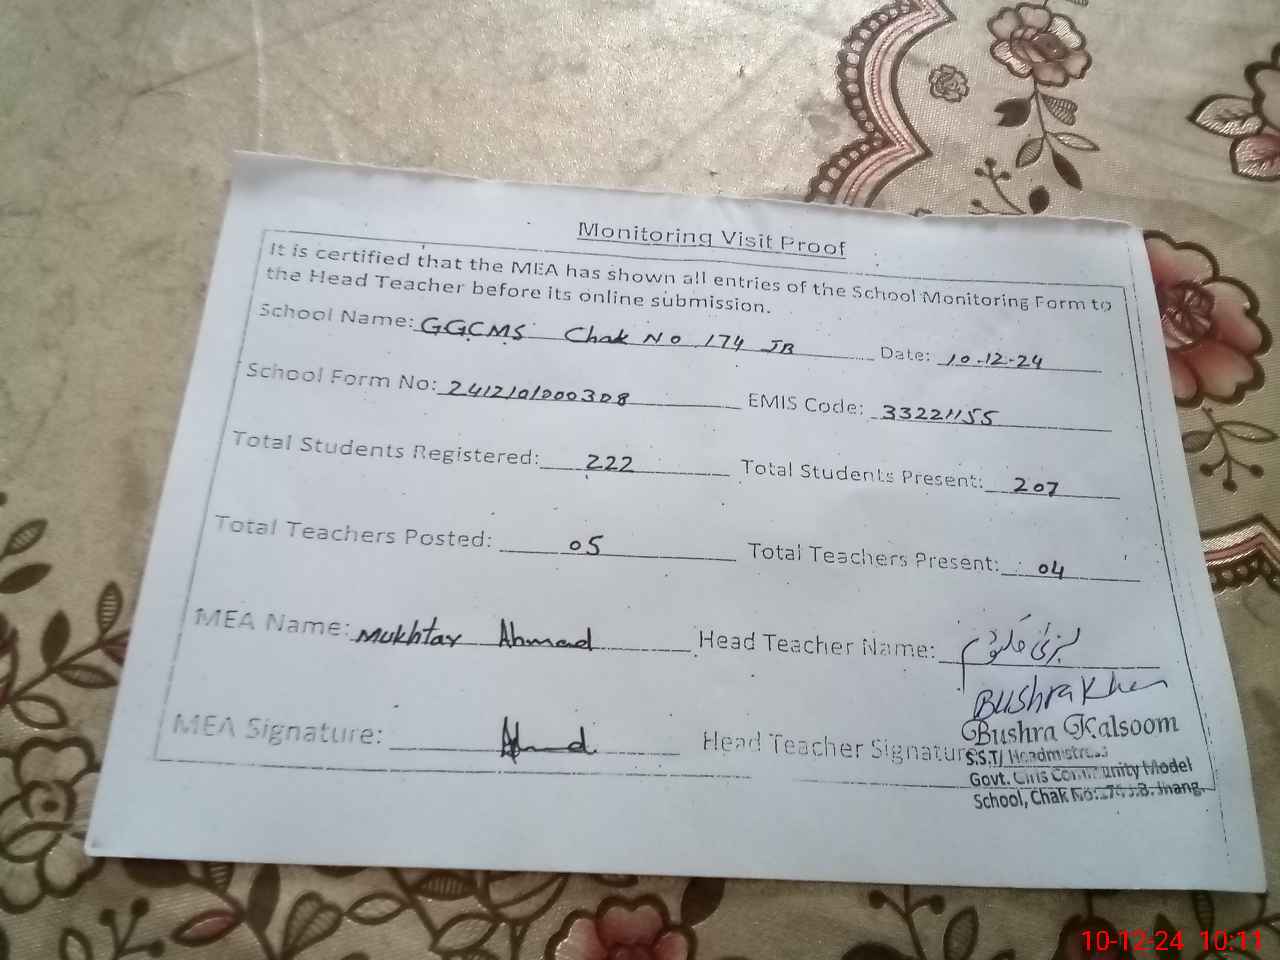 Monitoring Visit Proof
It is certified that the MEA has shown all entries of the School Monitoring Form to
the Head Teacher before its online submission.
School Name: GGCMS Chak No 174 JB Date: 10.12.24
School Form No: 2412101000308 EMIS Code: 33221155
Total Students Registered: 222 Total Students Present: 207
Total Teachers Posted: 05 Total Teachers Present: 04
MEA Name: Mukhtar Ahmad Head Teacher Name: بشریٰ کلثوم
Bushra Khan
MEA Signature: Ahmad Head Teacher Signature
Bushra Kalsoom
S.S.T/ Headmistress
Govt. Girls Community Model
School, Chak No: 174 J.B. Jhang.
10-12-24 10:11